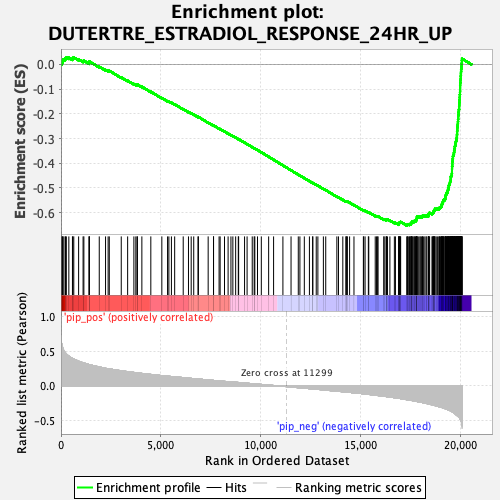 Enrichment plot:
DUTERTRE_ESTRADIOL_RESPONSE_24HR_UP
Enrichment score (ES)
0.0
-0.1
-0.2
-0.3
-0.4
-0.5
-0.6
Ranked list metric (Pearson)
1.0
0.5
0.0
-0.5
'pip_pos' (positively correlated)
Zero cross at 11299
'pip_neg' (negatively correlated)
0
5,000
10,000
15,000
20,000
Rank in Ordered Dataset
Enrichment profile
Hits
Ranking metric scores